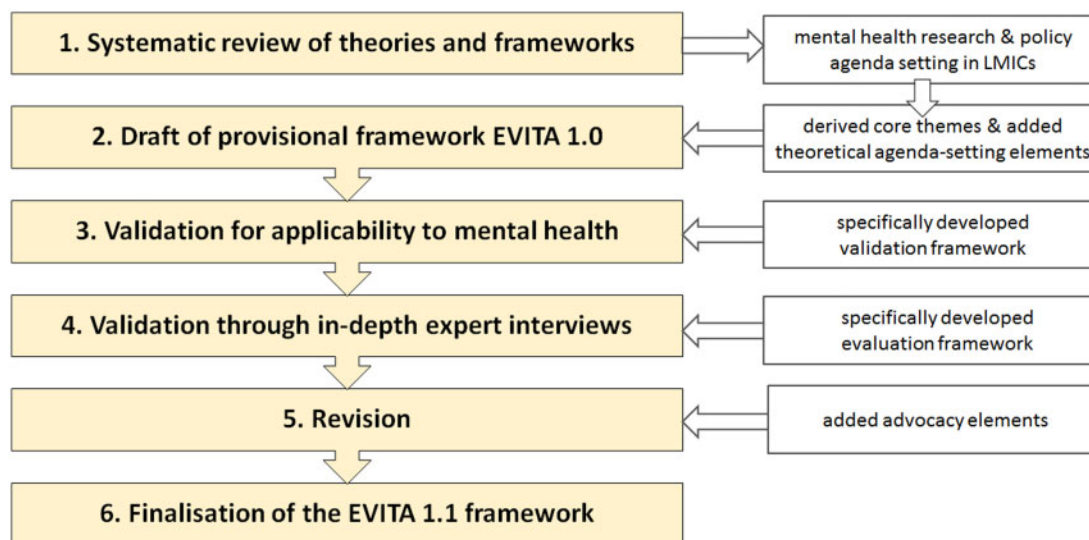 1. Systematic review of theories and frameworks
mental health research & policy
agenda setting in LMICs
2. Draft of provisional framework EVITA 1.0
derived core themes & added
theoretical agenda-setting elements
3. Validation for applicability to mental health
specifically developed
validation framework
4. Validation through in-depth expert interviews
specifically developed
evaluation framework
5. Revision
added advocacy elements
6. Finalisation of the EVITA 1.1 framework